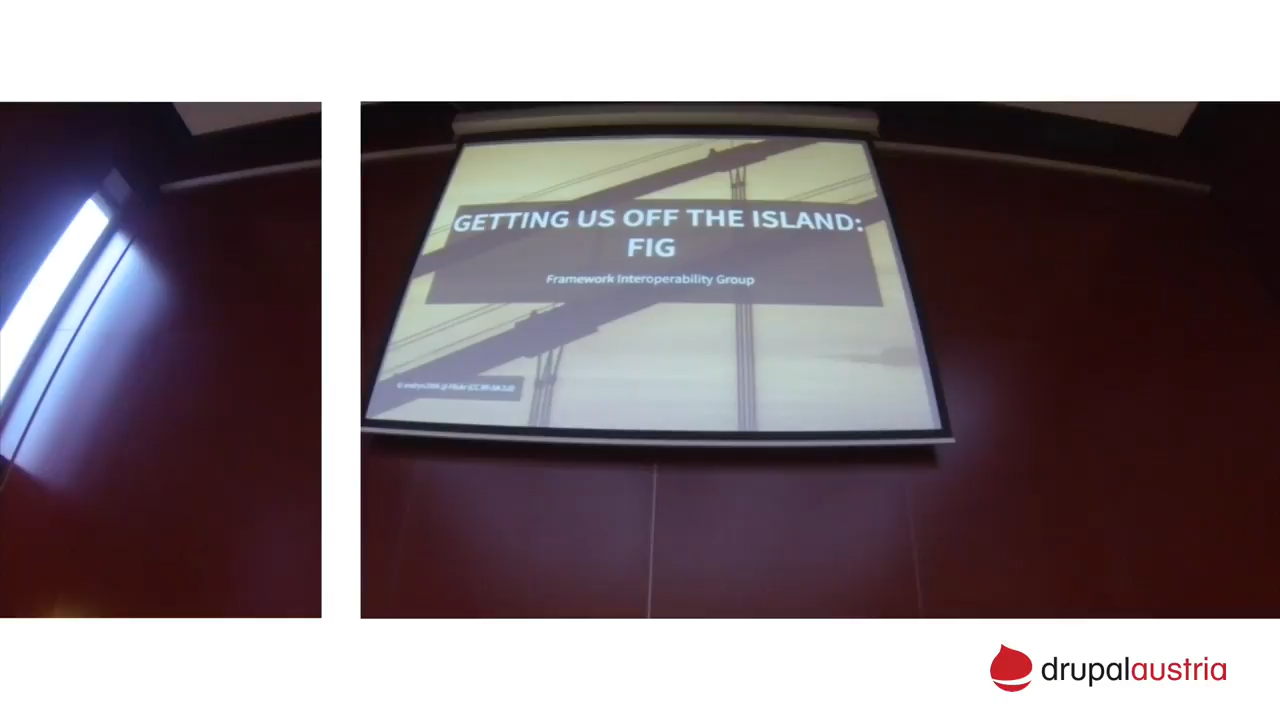 GETTING US OFF THE ISLAND:
FIG
Framework Interoperability Group
drupalaustria